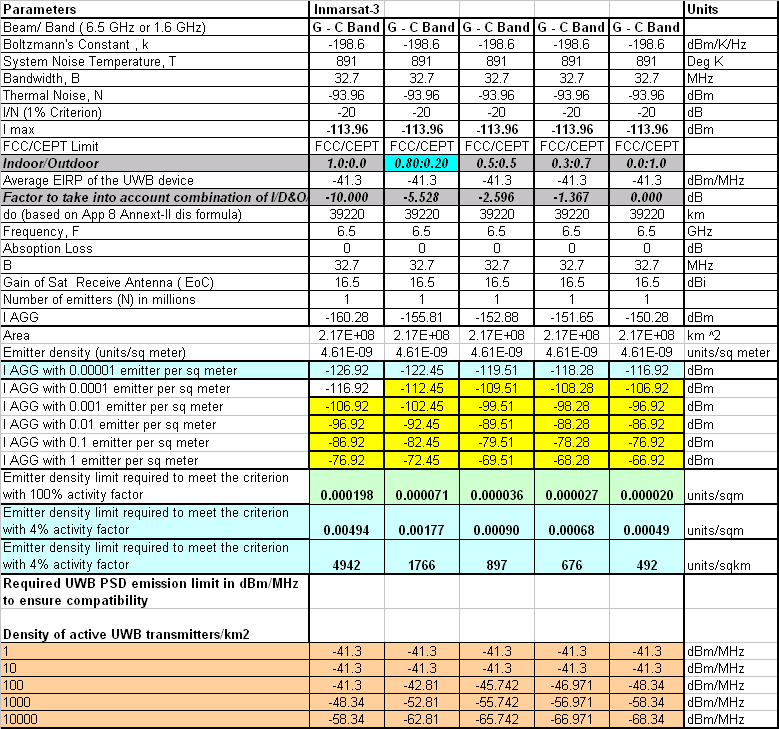 Parameters Inmarsat-3 Units
Beam/ Band ( 6.5 GHz or 1.6 GHz) G - C Band G - C Band G - C Band G - C Band G - C Band
Boltzmann's Constant , k -198.6 -198.6 -198.6 -198.6 -198.6 dBm/K/Hz
System Noise Temperature, T 891 891 891 891 891 Deg K
Bandwidth, B 32.7 32.7 32.7 32.7 32.7 MHz
Thermal Noise, N -93.96 -93.96 -93.96 -93.96 -93.96 dBm
I/N (1% Criterion) -20 -20 -20 -20 -20 dB
I max -113.96 -113.96 -113.96 -113.96 -113.96 dBm
FCC/CEPT Limit FCC/CEPT FCC/CEPT FCC/CEPT FCC/CEPT FCC/CEPT
Indoor/Outdoor 1.0:0.0 0.80:0.20 0.5:0.5 0.3:0.7 0.0:1.0
Average EIRP of the UWB device -41.3 -41.3 -41.3 -41.3 -41.3 dBm/MHz
Factor to take into account combination of I/D&O/ -10.000 -5.528 -2.596 -1.367 0.000 dB
do (based on App 8 Annext-II dis formula) 39220 39220 39220 39220 39220 km
Frequency, F 6.5 6.5 6.5 6.5 6.5 GHz
Absoption Loss 0 0 0 0 0 dB
B 32.7 32.7 32.7 32.7 32.7 MHz
Gain of Sat Receive Antenna ( EoC) 16.5 16.5 16.5 16.5 16.5 dBi
Number of emitters (N) in millions 1 1 1 1 1
I AGG -160.28 -155.81 -152.88 -151.65 -150.28 dBm
Area 2.17E+08 2.17E+08 2.17E+08 2.17E+08 2.17E+08 km ^2
Emitter density (units/sq meter) 4.61E-09 4.61E-09 4.61E-09 4.61E-09 4.61E-09 units/sq meter
I AGG with 0.00001 emitter per sq meter -126.92 -122.45 -119.51 -118.28 -116.92 dBm
I AGG with 0.0001 emitter per sq meter -116.92 -112.45 -109.51 -108.28 -106.92 dBm
I AGG with 0.001 emitter per sq meter -106.92 -102.45 -99.51 -98.28 -96.92 dBm
I AGG with 0.01 emitter per sq meter -96.92 -92.45 -89.51 -88.28 -86.92 dBm
I AGG with 0.1 emitter per sq meter -86.92 -82.45 -79.51 -78.28 -76.92 dBm
I AGG with 1 emitter per sq meter -76.92 -72.45 -69.51 -68.28 -66.92 dBm
Emitter density limit required to meet the criterion
with 100% activity factor 0.000198 0.000071 0.000036 0.000027 0.000020 units/sqm
Emitter density limit required to meet the criterion
with 4% activity factor 0.00494 0.00177 0.00090 0.00068 0.00049 units/sqm
Emitter density limit required to meet the criterion
with 4% activity factor 4942 1766 897 676 492 units/sqkm
Required UWB PSD emission limit in dBm/MHz
to ensure compatibility
Density of active UWB transmitters/km2
1 -41.3 -41.3 -41.3 -41.3 -41.3 dBm/MHz
10 -41.3 -41.3 -41.3 -41.3 -41.3 dBm/MHz
100 -41.3 -42.81 -45.742 -46.971 -48.34 dBm/MHz
1000 -48.34 -52.81 -55.742 -56.971 -58.34 dBm/MHz
10000 -58.34 -62.81 -65.742 -66.971 -68.34 dBm/MHz